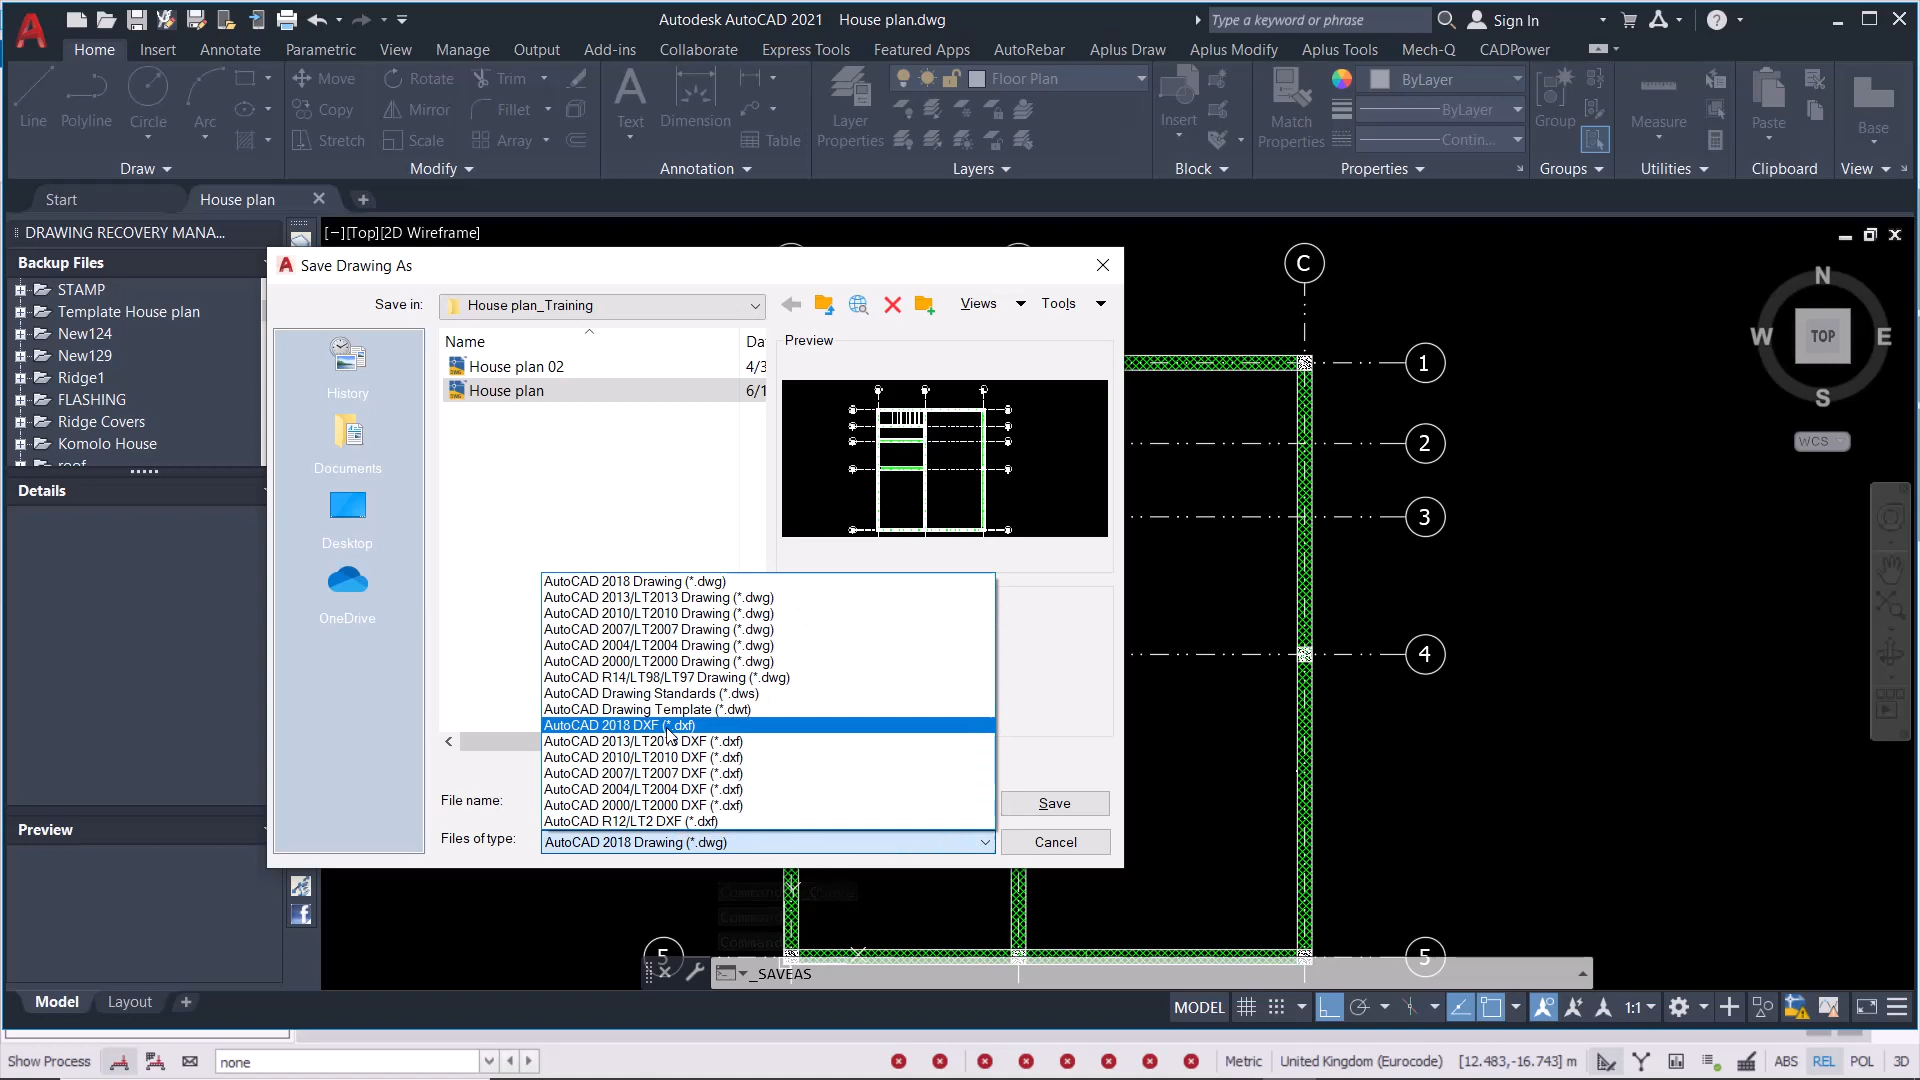 Autodesk AutoCAD 2021 House plan.dwg
Type a keyword or phrase
Sign In
Home Insert Annotate Parametric View Manage Output Add-ins Collaborate Express Tools Featured Apps AutoRebar Aplus Draw Aplus Modify Aplus Tools Mech-Q CADPower
Line Polyline Circle Arc
Move Rotate Trim
Copy Mirror Fillet
Stretch Scale Array
Text Dimension Table
Layer Properties
Floor Plan
Insert
Match Properties
ByLayer
ByLayer
Contin...
Group
Measure
Paste
Base
Draw Modify Annotation Layers Block Properties Groups Utilities Clipboard View
Start House plan
DRAWING RECOVERY MANA...
[−][Top][2D Wireframe]
Backup Files
STAMP
Template House plan
New124
New129
Ridge1
FLASHING
Ridge Covers
Komolo House
roof
Details
Preview
Save Drawing As
Save in: House plan_Training
Views Tools
History
Documents
Desktop
OneDrive
Name Da
House plan 02 4/3
House plan 6/1
Preview
AutoCAD 2018 Drawing (*.dwg)
AutoCAD 2013/LT2013 Drawing (*.dwg)
AutoCAD 2010/LT2010 Drawing (*.dwg)
AutoCAD 2007/LT2007 Drawing (*.dwg)
AutoCAD 2004/LT2004 Drawing (*.dwg)
AutoCAD 2000/LT2000 Drawing (*.dwg)
AutoCAD R14/LT98/LT97 Drawing (*.dwg)
AutoCAD Drawing Standards (*.dws)
AutoCAD Drawing Template (*.dwt)
AutoCAD 2018 DXF (*.dxf)
AutoCAD 2013/LT2013 DXF (*.dxf)
AutoCAD 2010/LT2010 DXF (*.dxf)
AutoCAD 2007/LT2007 DXF (*.dxf)
AutoCAD 2004/LT2004 DXF (*.dxf)
AutoCAD 2000/LT2000 DXF (*.dxf)
AutoCAD R12/LT2 DXF (*.dxf)
File name:
Save
Files of type: AutoCAD 2018 Drawing (*.dwg)
Cancel
C
1
2
3
4
5
5
N
W TOP E
S
WCS
Command
Command
Command
_SAVEAS
Model Layout
MODEL 1:1
Show Process none
Metric United Kingdom (Eurocode) [12.483,-16.743] m ABS REL POL 3D